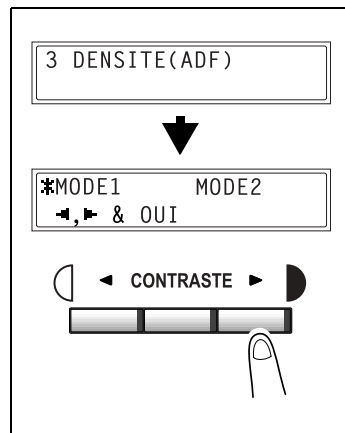 3 DENSITE(ADF)
*MODE1 MODE2
◄,► & OUI
◄ CONTRASTE ►